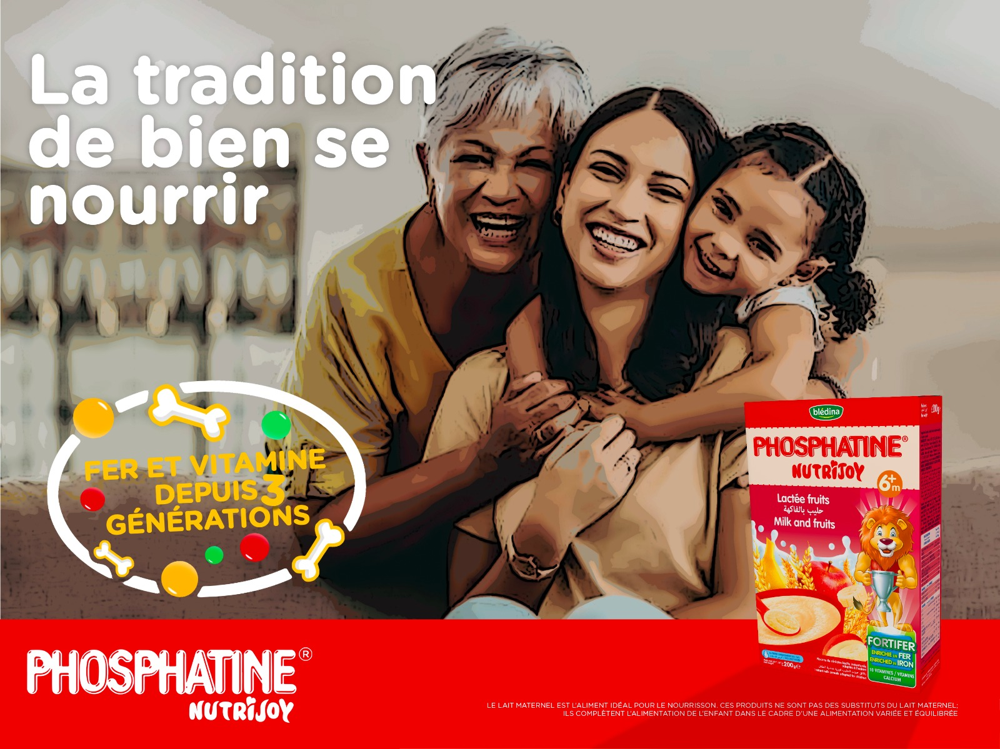 La tradition
de bien se
nourrir
FER ET VITAMINE
DEPUIS 3
GÉNÉRATIONS
blédina
PHOSPHATINE®
NUTRIJOY
6+
m
Lactée fruits
حليب بالفاكهة
Milk and fruits
FORTIFER
ENRICHIE EN FER
ENRICHED IN IRON
10 VITAMINES / VITAMINS
CALCIUM
200g e
PHOSPHATINE®
NUTRIJOY
LE LAIT MATERNEL EST L'ALIMENT IDÉAL POUR LE NOURRISSON. CES PRODUITS NE SONT PAS DES SUBSTITUTS DU LAIT MATERNEL;
ILS COMPLÈTENT L'ALIMENTATION DE L'ENFANT DANS LE CADRE D'UNE ALIMENTATION VARIÉE ET ÉQUILIBRÉE